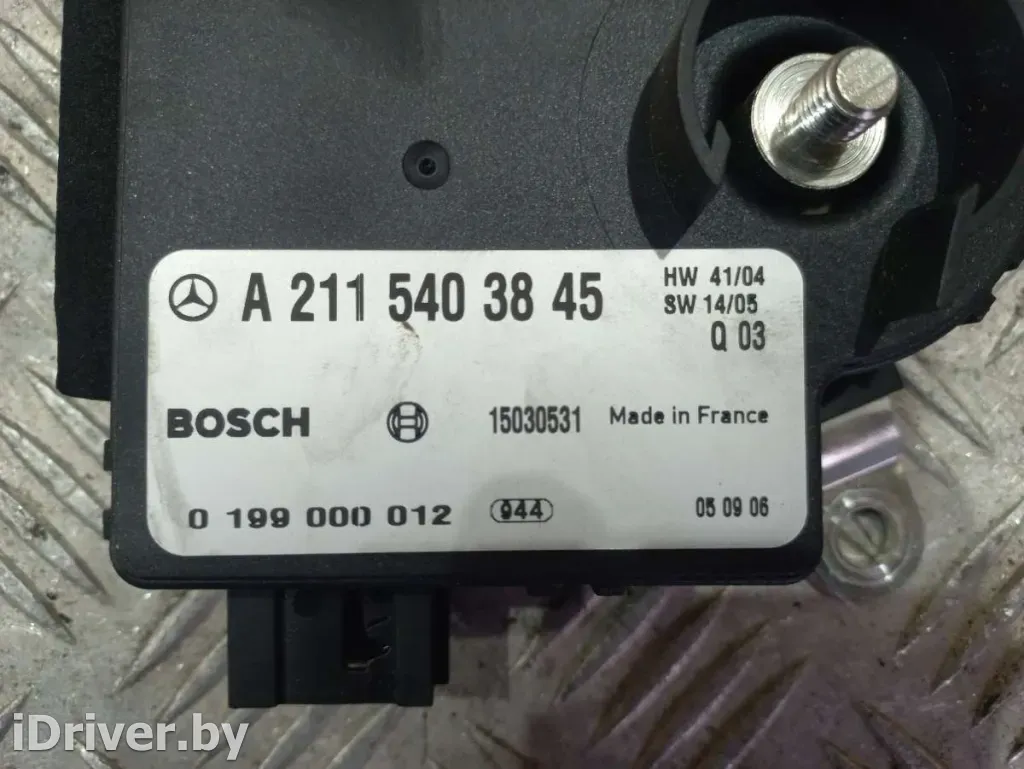 A 211 540 38 45
HW 41/04
SW 14/05
Q 03
BOSCH
15030531
Made in France
0 199 000 012
944
05 09 06
iDriver.by